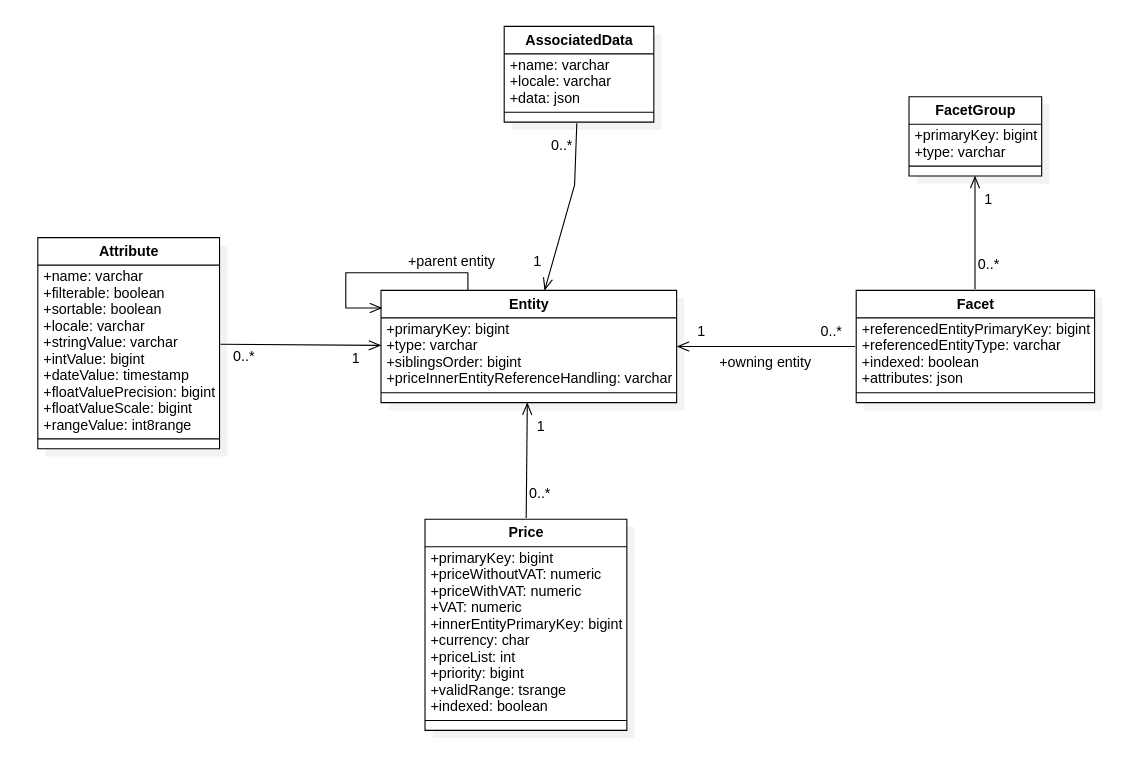 AssociatedData
+name: varchar
+locale: varchar
+data: json
0..*
1
FacetGroup
+primaryKey: bigint
+type: varchar
1
0..*
Attribute
+name: varchar
+filterable: boolean
+sortable: boolean
+locale: varchar
+stringValue: varchar
+intValue: bigint
+dateValue: timestamp
+floatValuePrecision: bigint
+floatValueScale: bigint
+rangeValue: int8range
0..*
1
+parent entity
Entity
+primaryKey: bigint
+type: varchar
+siblingsOrder: bigint
+priceInnerEntityReferenceHandling: varchar
1
0..*
+owning entity
Facet
+referencedEntityPrimaryKey: bigint
+referencedEntityType: varchar
+indexed: boolean
+attributes: json
1
0..*
Price
+primaryKey: bigint
+priceWithoutVAT: numeric
+priceWithVAT: numeric
+VAT: numeric
+innerEntityPrimaryKey: bigint
+currency: char
+priceList: int
+priority: bigint
+validRange: tsrange
+indexed: boolean